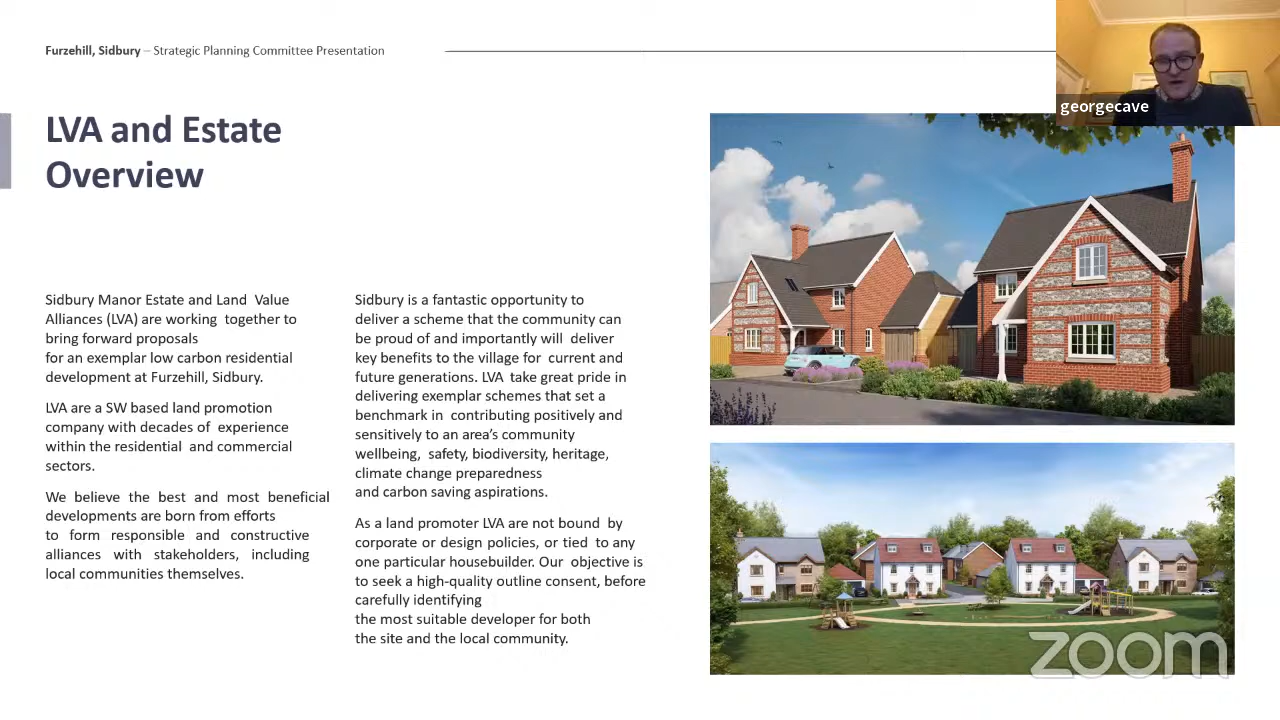 Furzehill, Sidbury – Strategic Planning Committee Presentation
georgecave
LVA and Estate
Overview
Sidbury Manor Estate and Land Value
Alliances (LVA) are working together to
bring forward proposals
for an exemplar low carbon residential
development at Furzehill, Sidbury.
LVA are a SW based land promotion
company with decades of experience
within the residential and commercial
sectors.
We believe the best and most beneficial
developments are born from efforts
to form responsible and constructive
alliances with stakeholders, including
local communities themselves.
Sidbury is a fantastic opportunity to
deliver a scheme that the community can
be proud of and importantly will deliver
key benefits to the village for current and
future generations. LVA take great pride in
delivering exemplar schemes that set a
benchmark in contributing positively and
sensitively to an area’s community
wellbeing, safety, biodiversity, heritage,
climate change preparedness
and carbon saving aspirations.
As a land promoter LVA are not bound by
corporate or design policies, or tied to any
one particular housebuilder. Our objective is
to seek a high-quality outline consent, before
carefully identifying
the most suitable developer for both
the site and the local community.
zoom